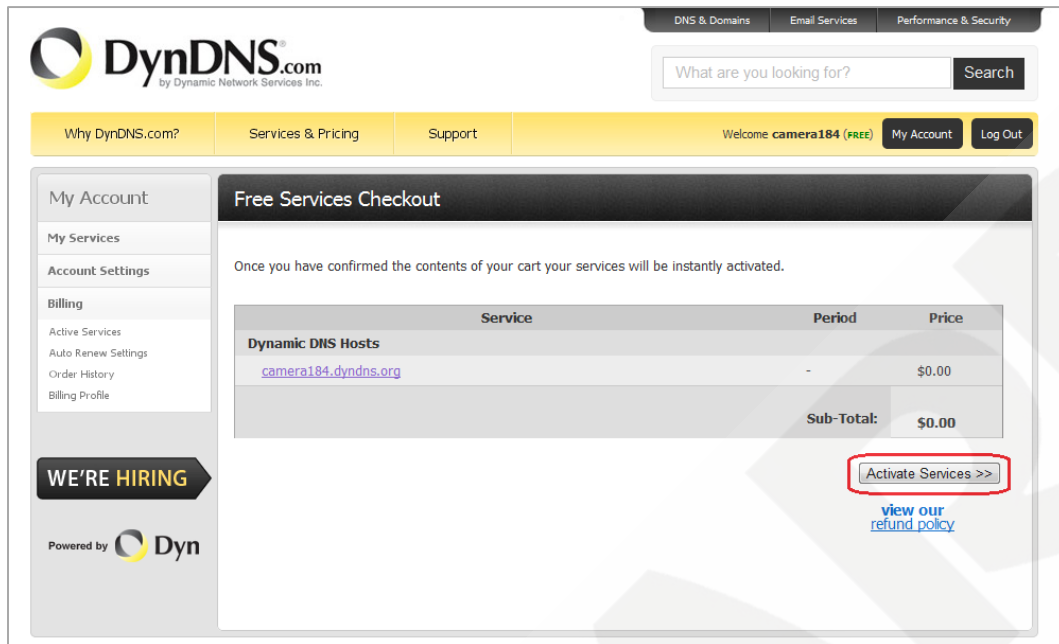 DNS & Domains Email Services Performance & Security
DynDNS.com
by Dynamic Network Services Inc.
What are you looking for? Search
Why DynDNS.com? Services & Pricing Support Welcome camera184 (FREE) My Account Log Out
My Account
My Services
Account Settings
Billing
Active Services
Auto Renew Settings
Order History
Billing Profile
WE'RE HIRING
Powered by Dyn
Free Services Checkout
Once you have confirmed the contents of your cart your services will be instantly activated.
Service Period Price
Dynamic DNS Hosts
camera184.dyndns.org - $0.00
Sub-Total: $0.00
Activate Services >>
view our
refund policy